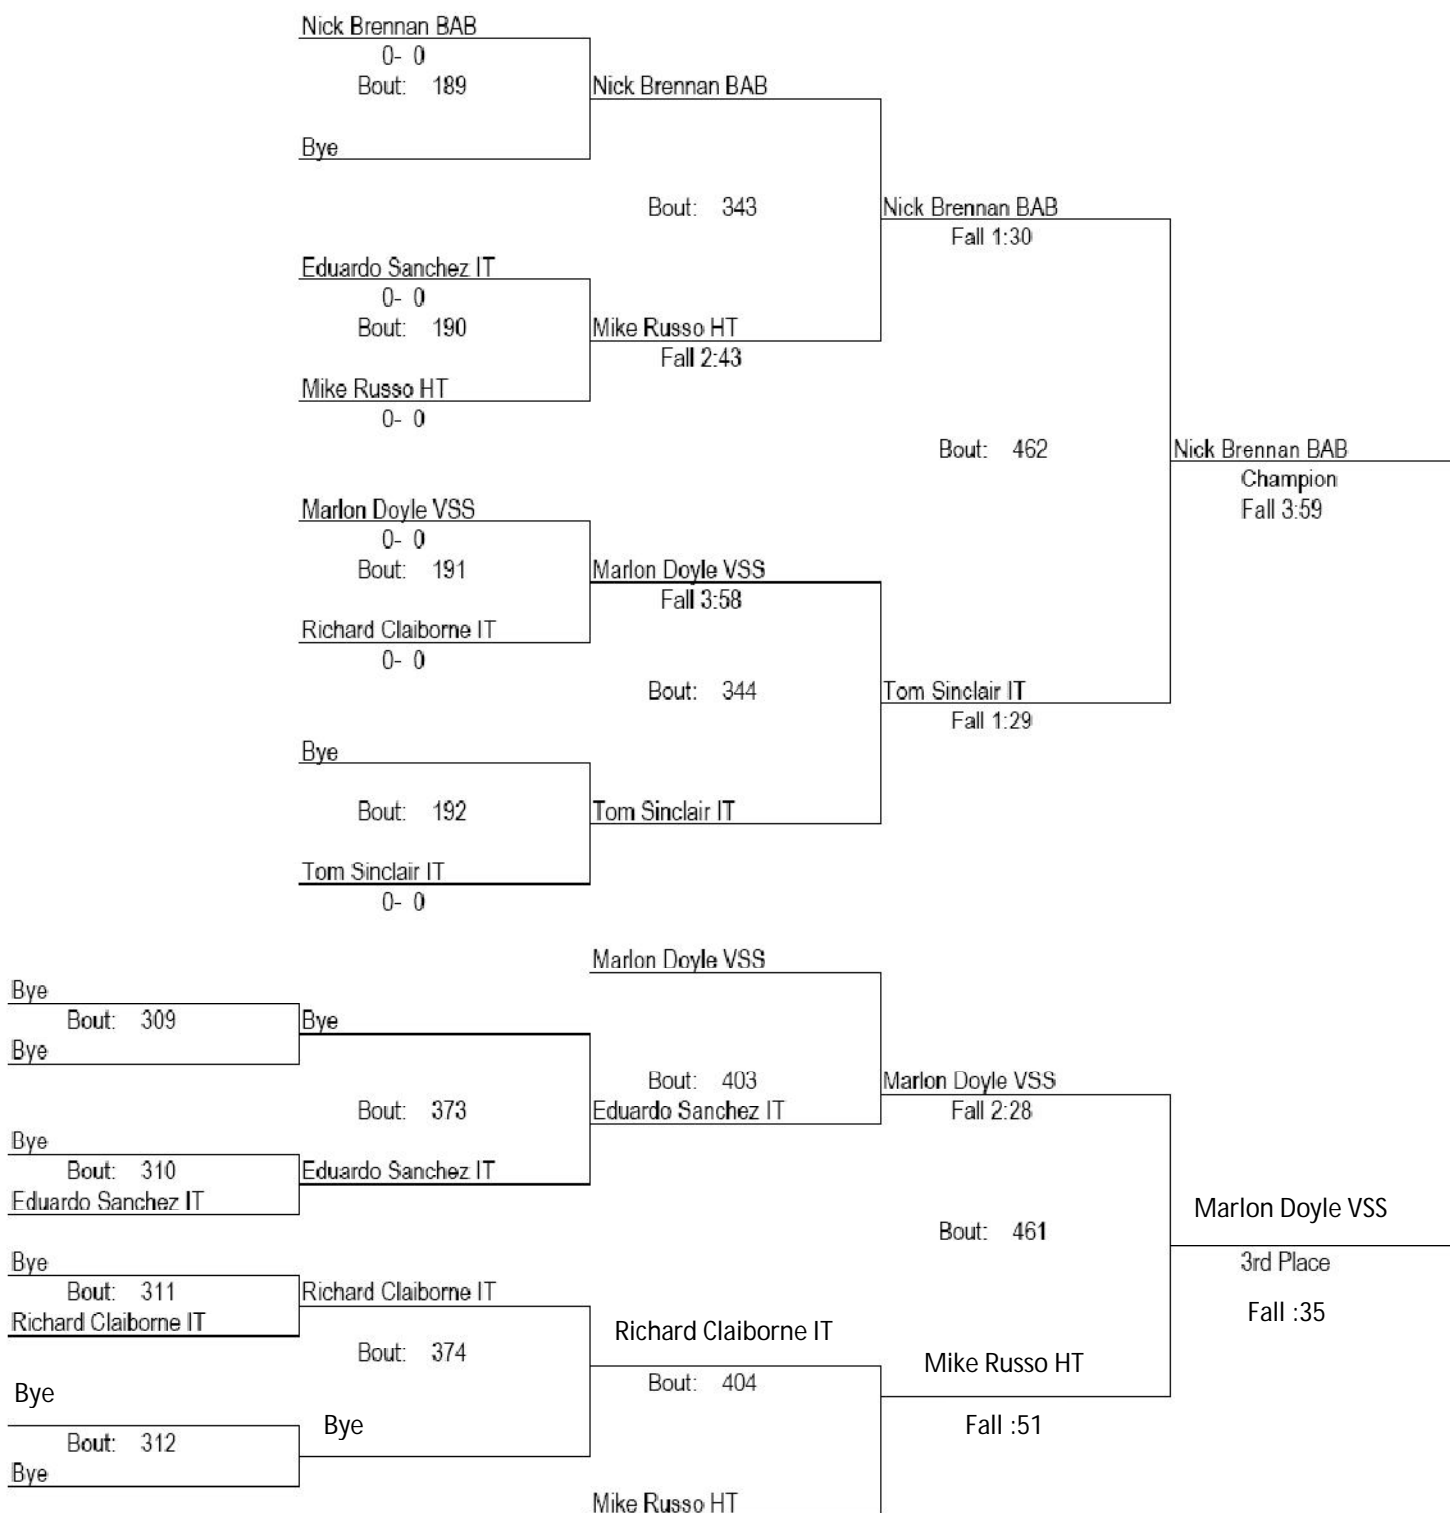 Nick Brennan BAB
0- 0
Bout: 189
Nick Brennan BAB
Bye
Bout: 343
Nick Brennan BAB
Fall 1:30
Eduardo Sanchez IT
0- 0
Bout: 190
Mike Russo HT
Fall 2:43
Mike Russo HT
0- 0
Bout: 462
Nick Brennan BAB
Champion
Fall 3:59
Marlon Doyle VSS
0- 0
Bout: 191
Marlon Doyle VSS
Fall 3:58
Richard Claiborne IT
0- 0
Bout: 344
Tom Sinclair IT
Fall 1:29
Bye
Bout: 192
Tom Sinclair IT
Tom Sinclair IT
0- 0
Marlon Doyle VSS
Bye
Bout: 309
Bye
Bye
Bout: 403
Marlon Doyle VSS
Fall 2:28
Bout: 373
Eduardo Sanchez IT
Bye
Bout: 310
Eduardo Sanchez IT
Eduardo Sanchez IT
Bout: 461
Marlon Doyle VSS
3rd Place
Fall :35
Bye
Bout: 311
Richard Claiborne IT
Richard Claiborne IT
Bout: 374
Richard Claiborne IT
Bout: 404
Mike Russo HT
Fall :51
Bye
Bout: 312
Bye
Bye
Mike Russo HT